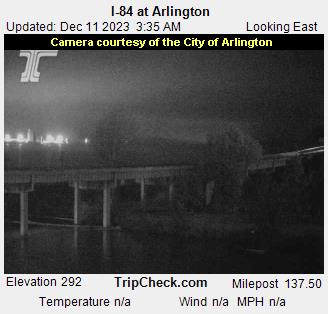 I-84 at Arlington
Updated: Dec 11 2023 3:35 AM Looking East
Camera courtesy of the City of Arlington
Elevation 292 TripCheck.com Milepost 137.50
Temperature n/a Wind n/a MPH n/a